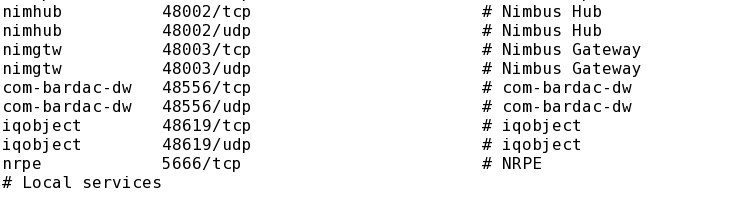 nimhub          48002/tcp                       # Nimbus Hub
nimhub          48002/udp                       # Nimbus Hub
nimgtw          48003/tcp                       # Nimbus Gateway
nimgtw          48003/udp                       # Nimbus Gateway
com-bardac-dw   48556/tcp                       # com-bardac-dw
com-bardac-dw   48556/udp                       # com-bardac-dw
iqobject        48619/tcp                       # iqobject
iqobject        48619/udp                       # iqobject
nrpe            5666/tcp                        # NRPE
# Local services